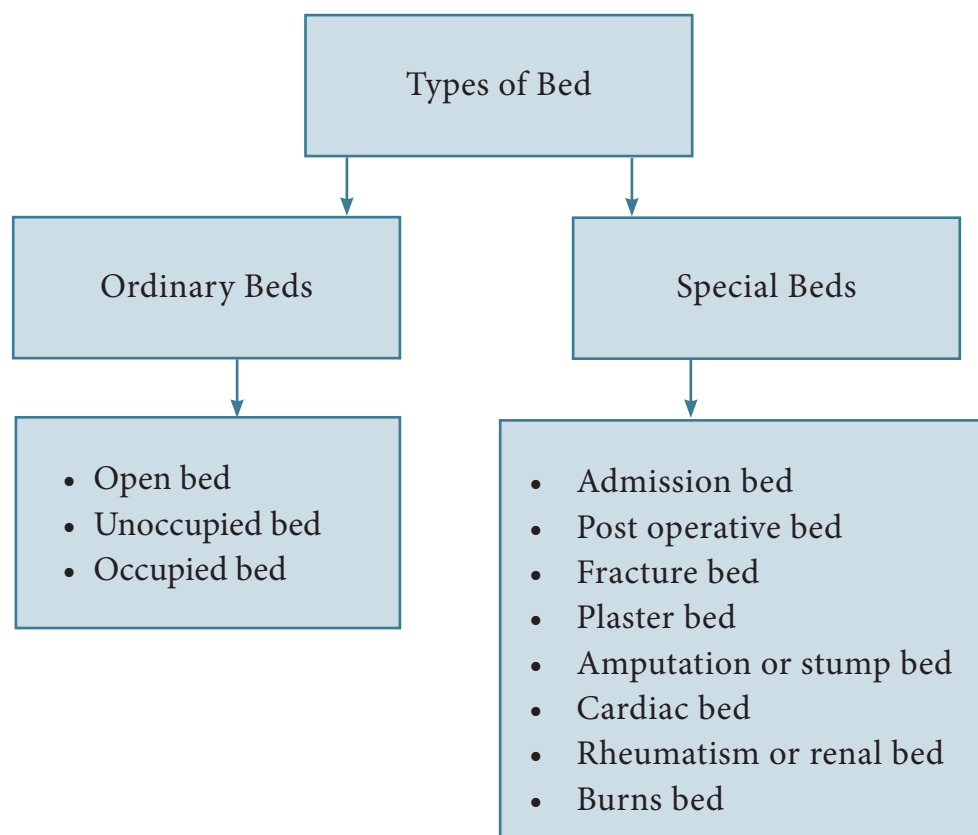 Types of Bed
Ordinary Beds
Special Beds
• Open bed
• Unoccupied bed
• Occupied bed
• Admission bed
• Post operative bed
• Fracture bed
• Plaster bed
• Amputation or stump bed
• Cardiac bed
• Rheumatism or renal bed
• Burns bed